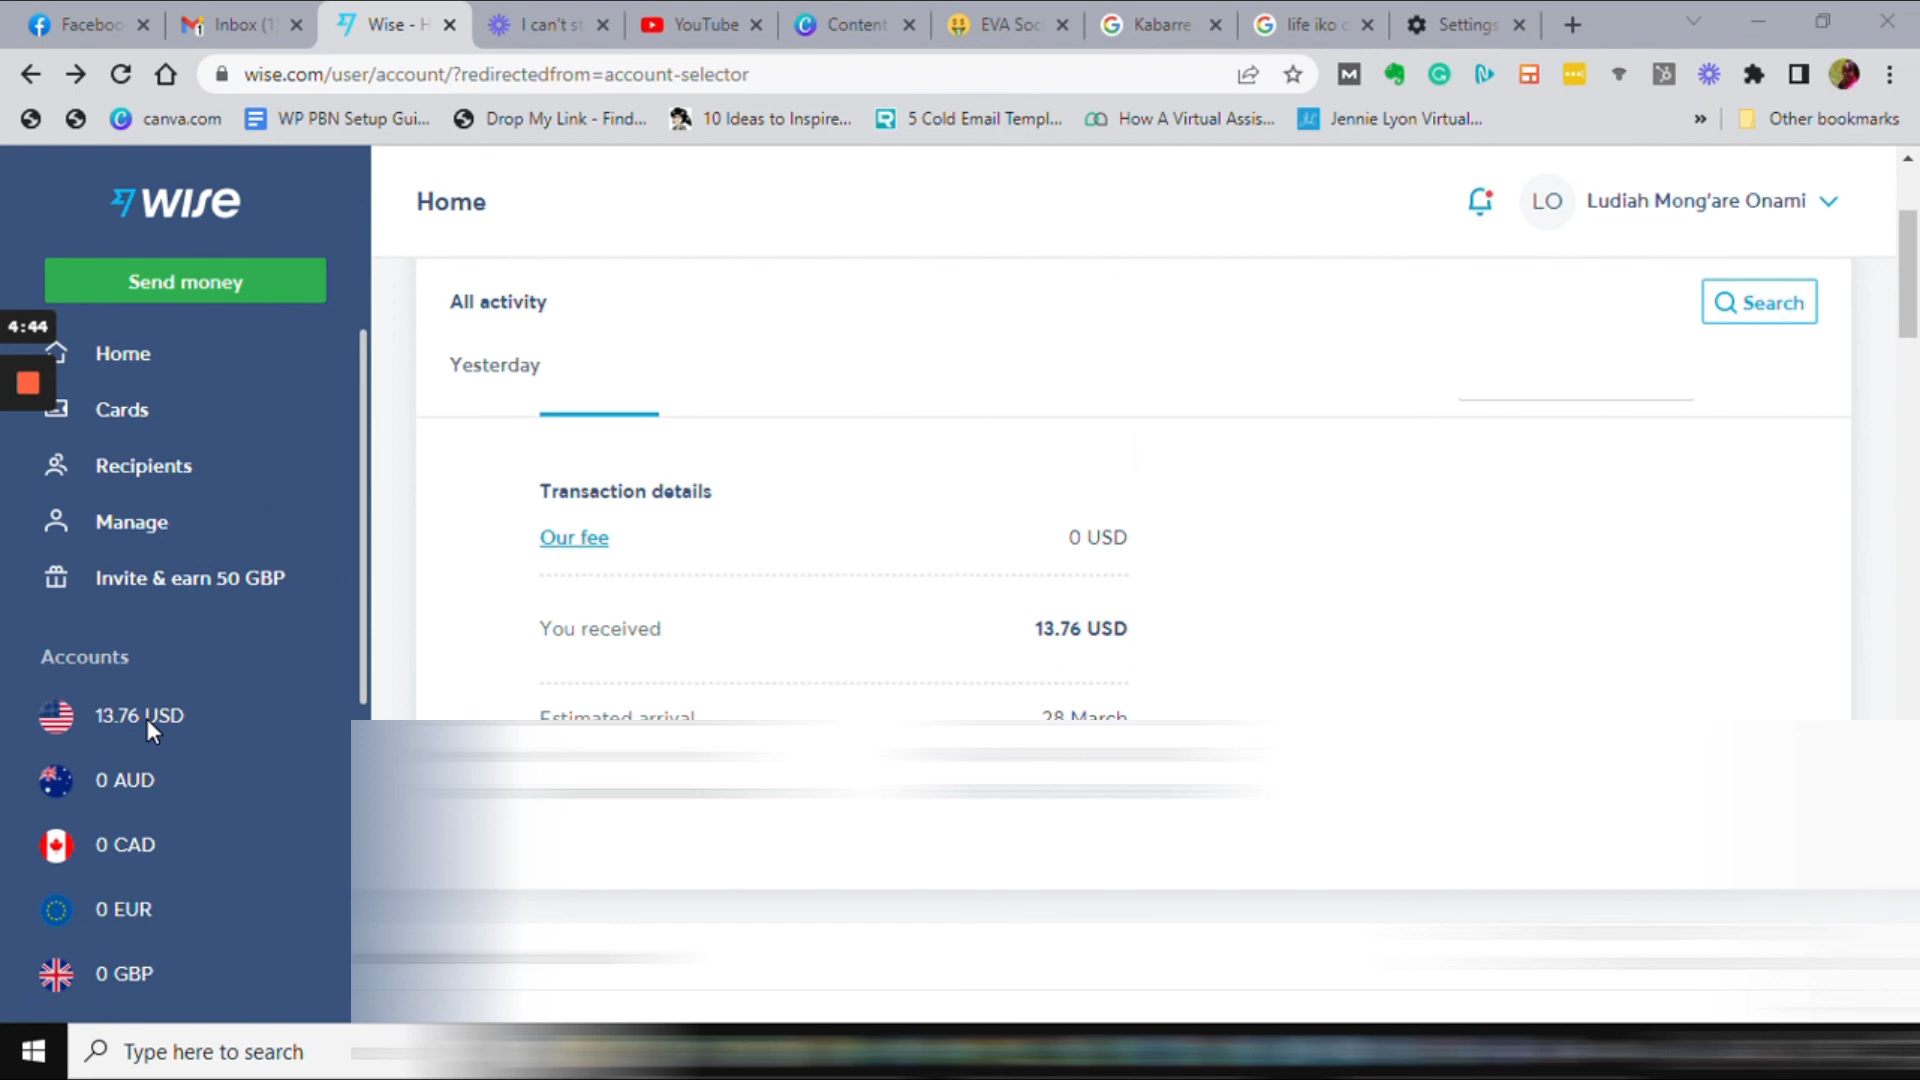 Faceboo
Inbox (1
Wise - H
I can't st
YouTube
Content
EVA Soc
Kabarre
life iko
Settings
wise.com/user/account/?redirectedfrom=account-selector
canva.com
WP PBN Setup Gui...
Drop My Link - Find...
10 Ideas to Inspire...
5 Cold Email Templ...
How A Virtual Assis...
Jennie Lyon Virtual...
»
Other bookmarks
WISE
Home
LO
Ludiah Mong'are Onami
Send money
All activity
Search
4:44
Home
Yesterday
Cards
Recipients
Transaction details
Manage
Our fee
0 USD
Invite & earn 50 GBP
You received
13.76 USD
Accounts
13.76 USD
Estimated arrival
28 March
0 AUD
0 CAD
0 EUR
0 GBP
Type here to search